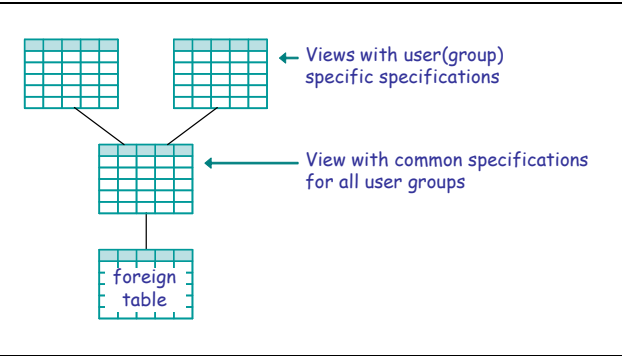 Views with user(group)
specific specifications
View with common specifications
for all user groups
foreign
table